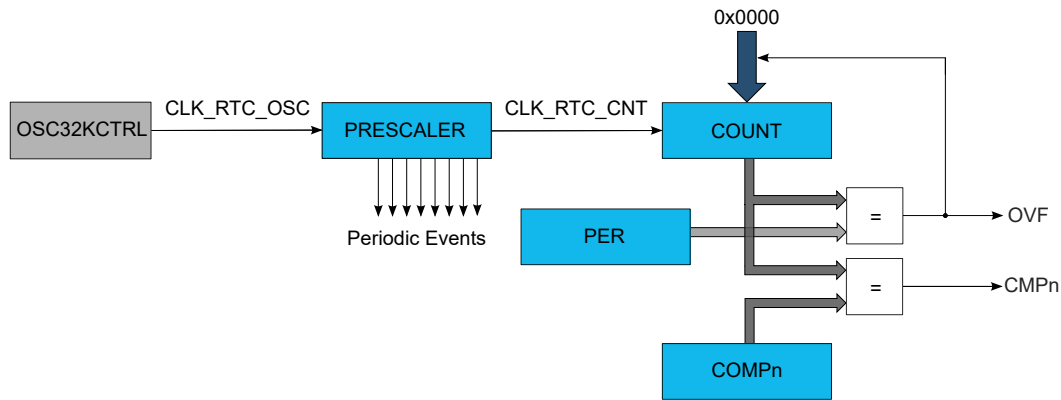 0x0000
OSC32KCTRL
CLK_RTC_OSC
PRESCALER
CLK_RTC_CNT
COUNT
Periodic Events
PER
=
OVF
=
CMPn
COMPn